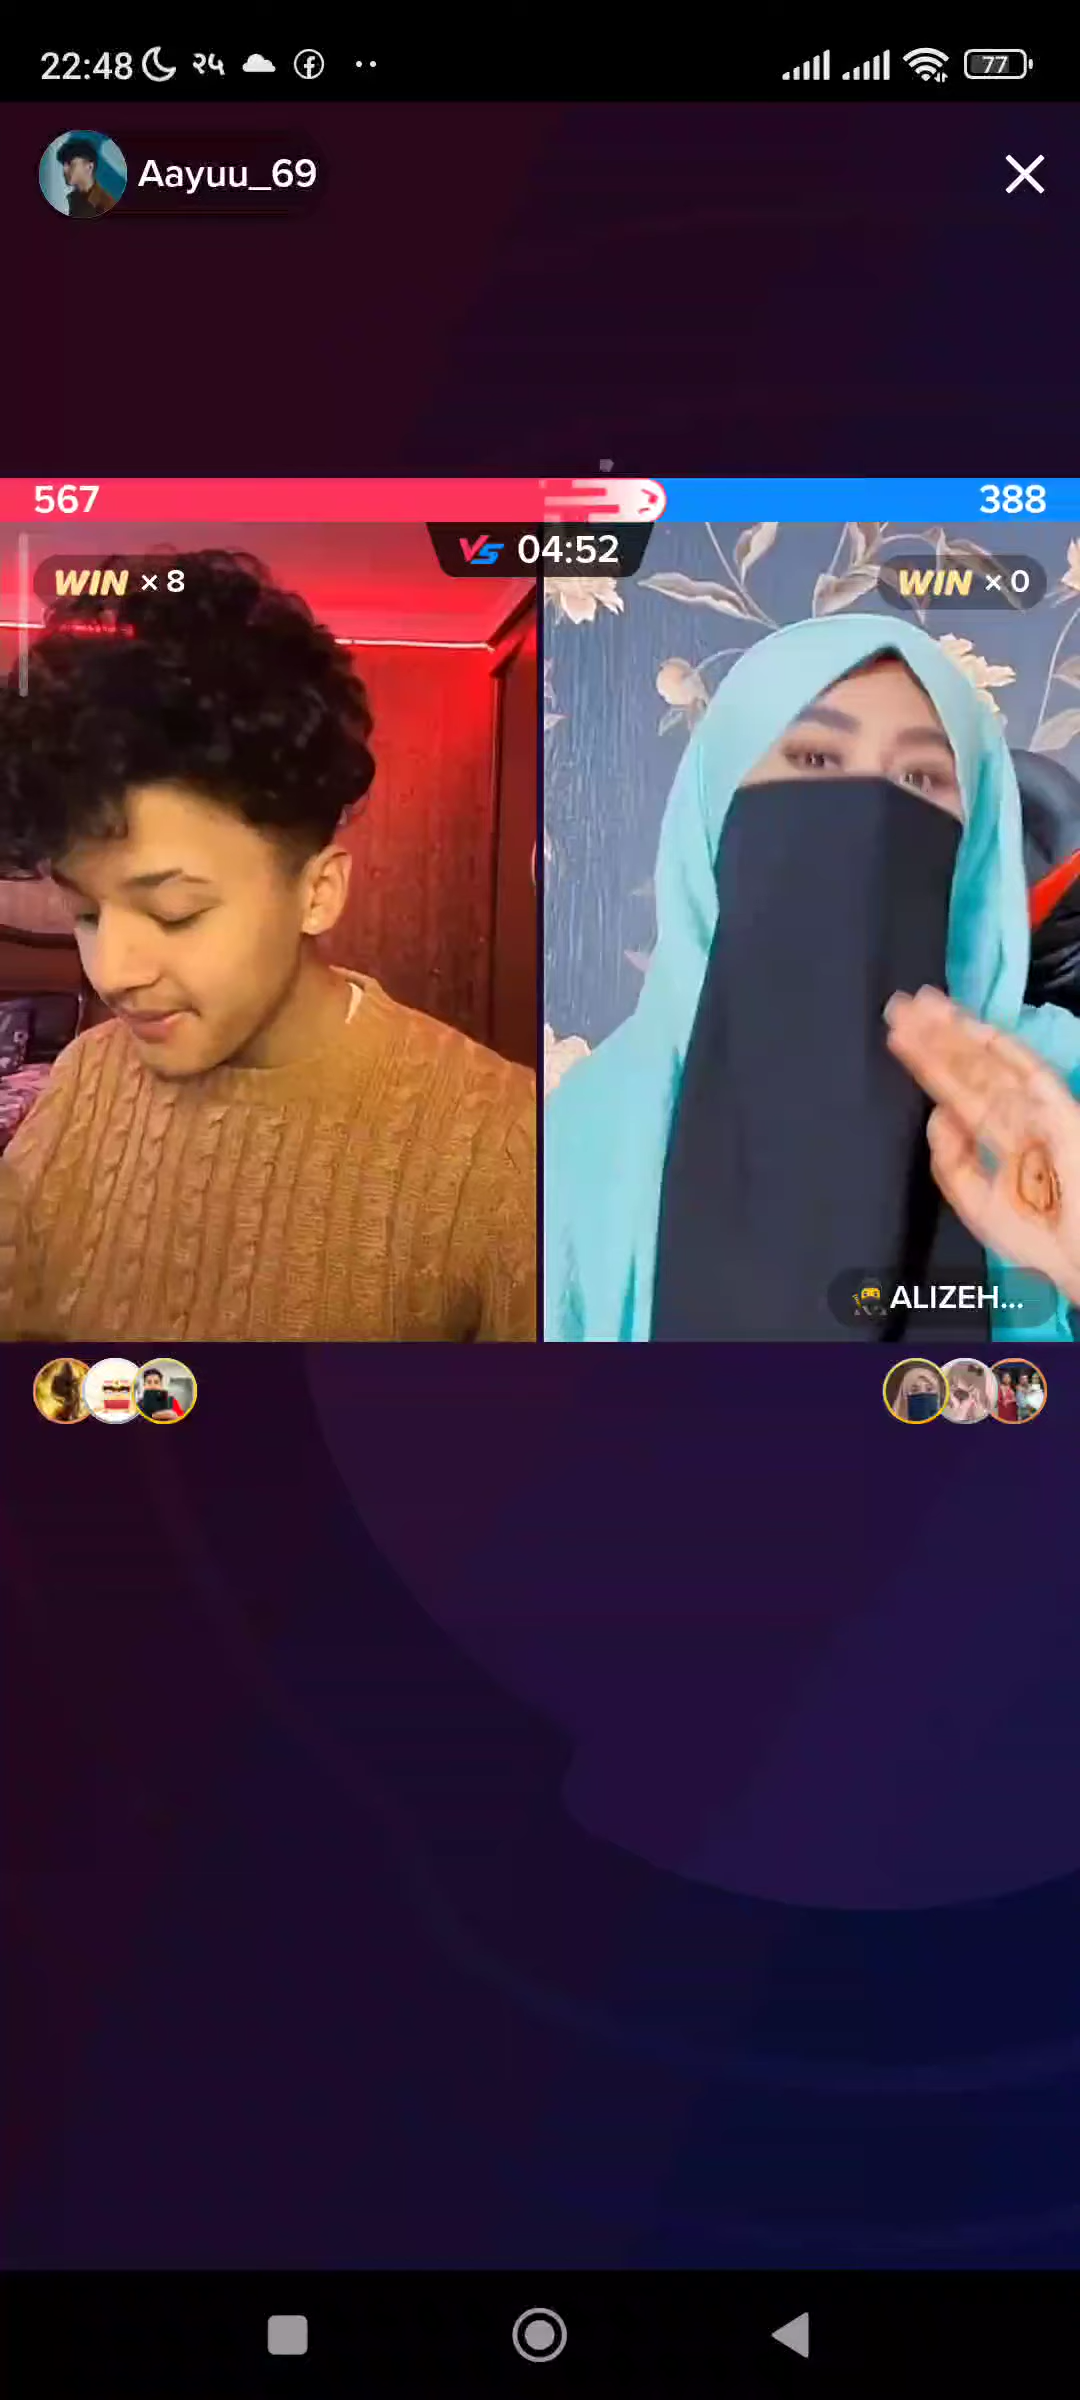 22:48 २५ 77
Aayuu_69
567 388
VS 04:52
WIN × 8 WIN × 0
ALIZEH...